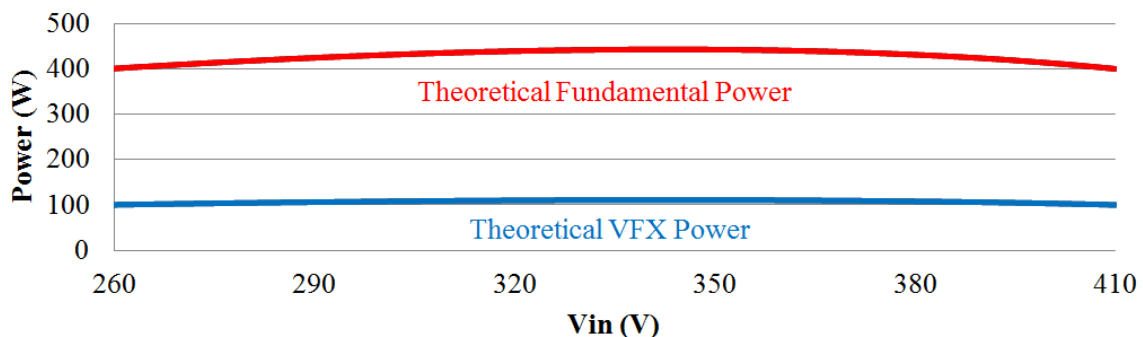 500
400
300
200
100
0
Power (W)
Theoretical Fundamental Power
Theoretical VFX Power
260 290 320 350 380 410
Vin (V)